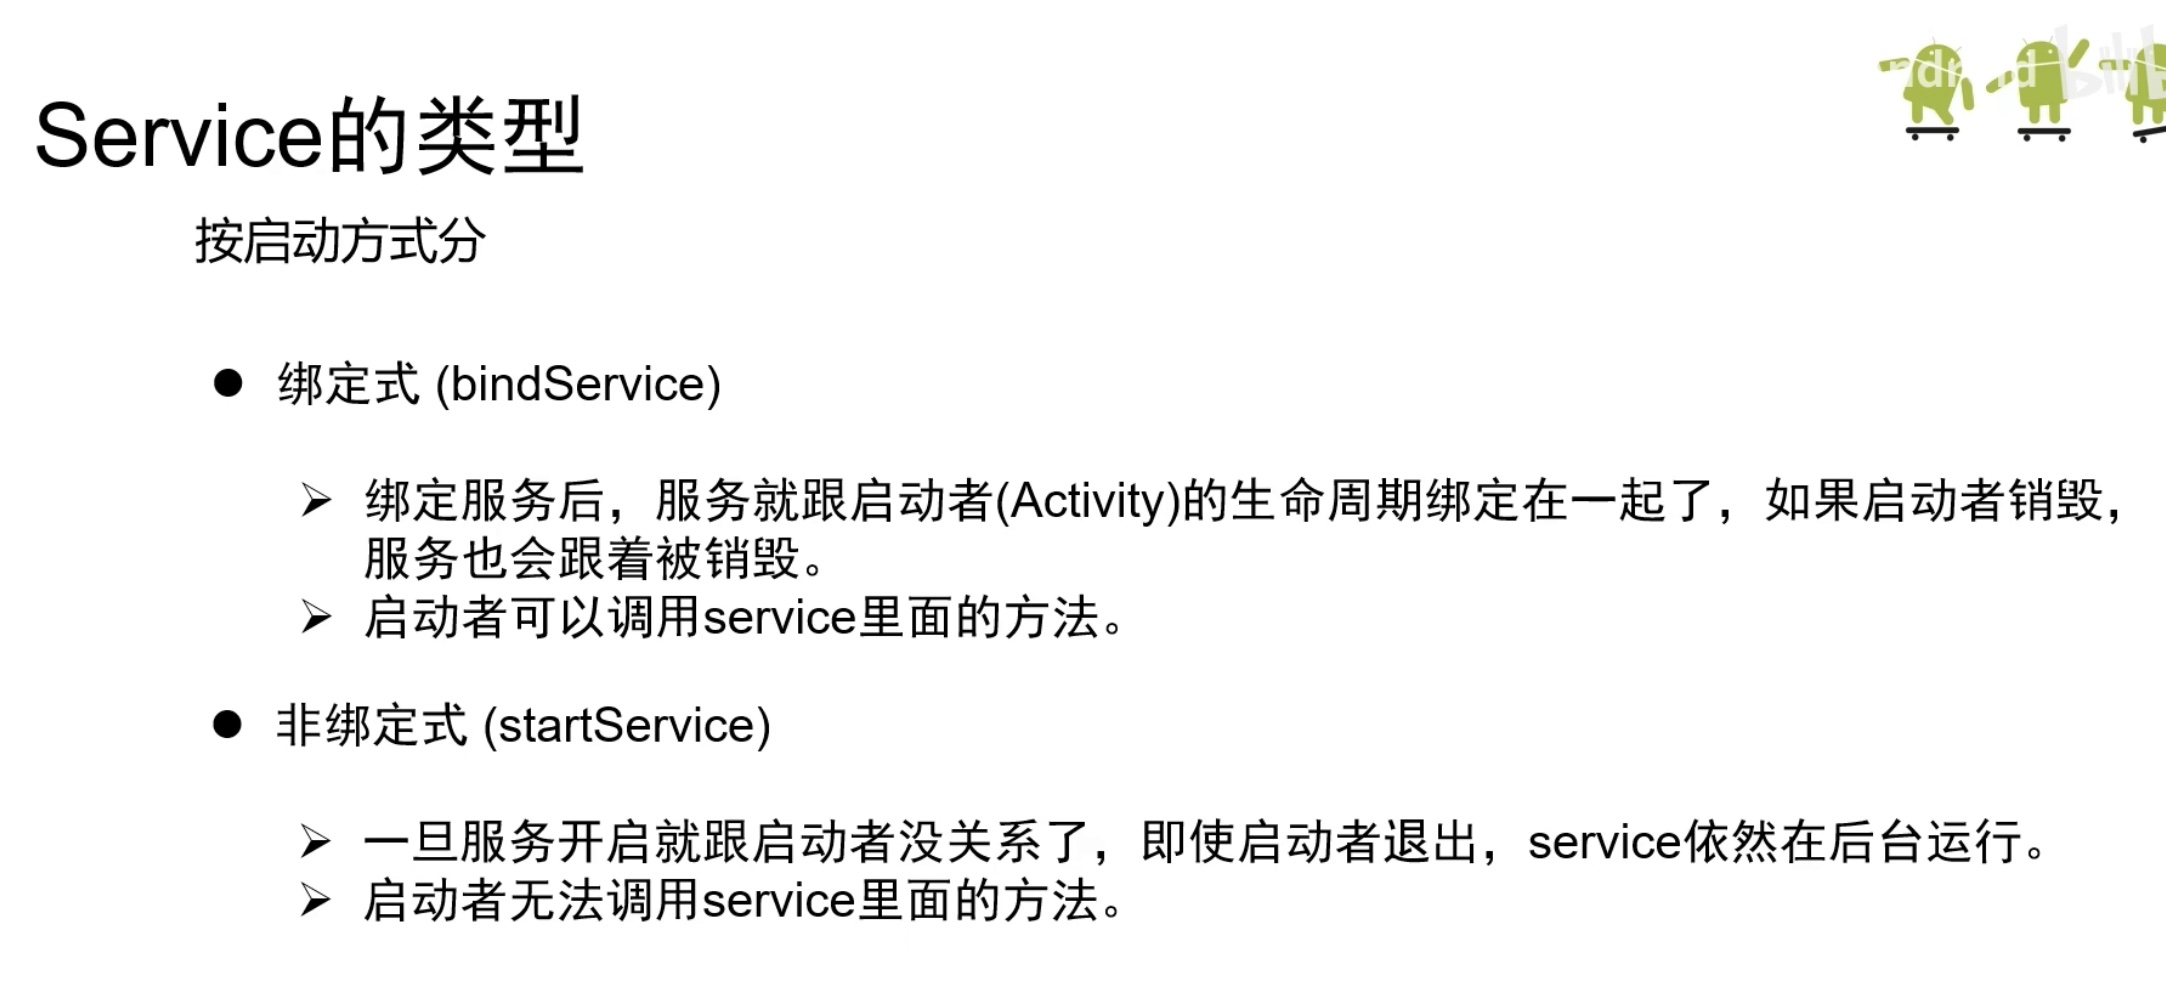 Service的类型
按启动方式分
● 绑定式 (bindService)
➢ 绑定服务后，服务就跟启动者(Activity)的生命周期绑定在一起了，如果启动者销毁，
服务也会跟着被销毁。
➢ 启动者可以调用service里面的方法。
● 非绑定式 (startService)
➢ 一旦服务开启就跟启动者没关系了，即使启动者退出，service依然在后台运行。
➢ 启动者无法调用service里面的方法。